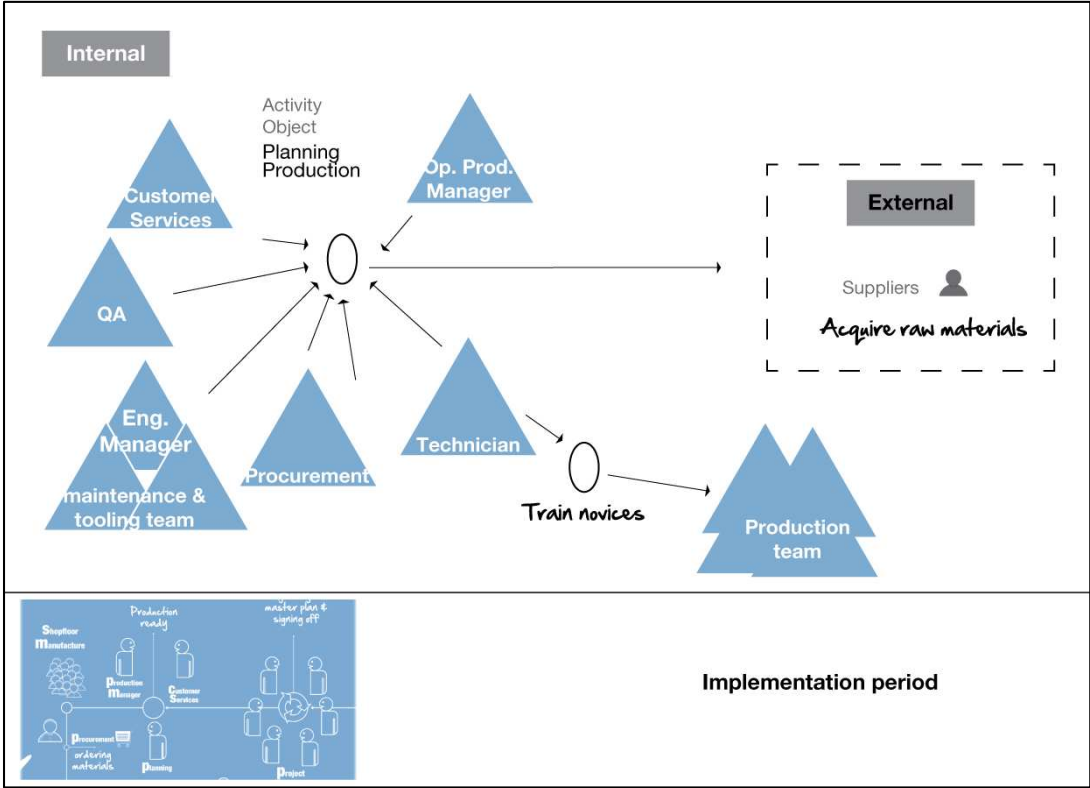 Internal
Activity
Object
Planning
Production
Op. Prod.
Manager
Customer
Services
External
Suppliers
Acquire raw materials
QA
Eng.
Manager
maintenance &
tooling team
Procurement
Technician
Train novices
Production
team
Production
ready
master plan &
signing off
Shopfloor
manufacture
production
manager
Customer
Services
procurement
ordering
materials
planning
project
Implementation period